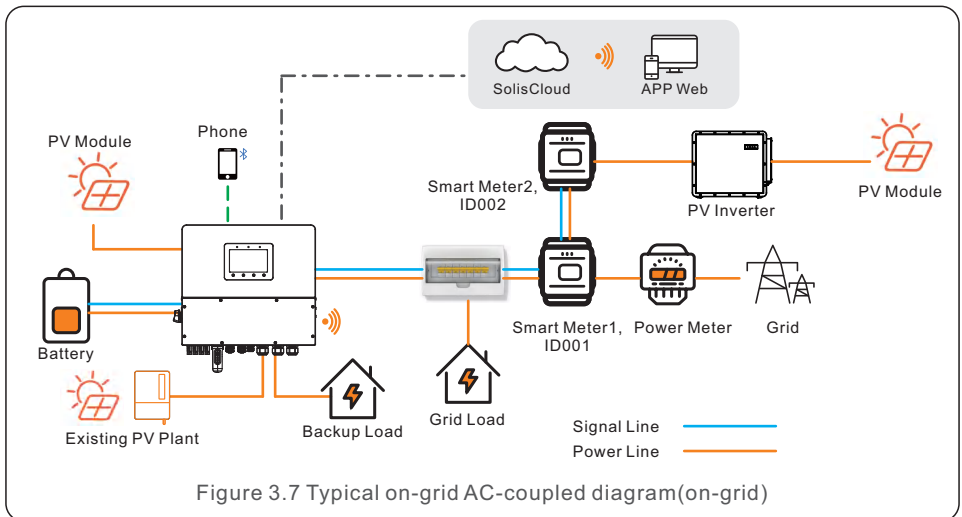 SolisCloud
APP Web
Phone
PV Module
Smart Meter2,
ID002
PV Inverter
PV Module
Battery
Smart Meter1,
ID001
Power Meter
Grid
Existing PV Plant
Backup Load
Grid Load
Signal Line
Power Line
Figure 3.7 Typical on-grid AC-coupled diagram(on-grid)